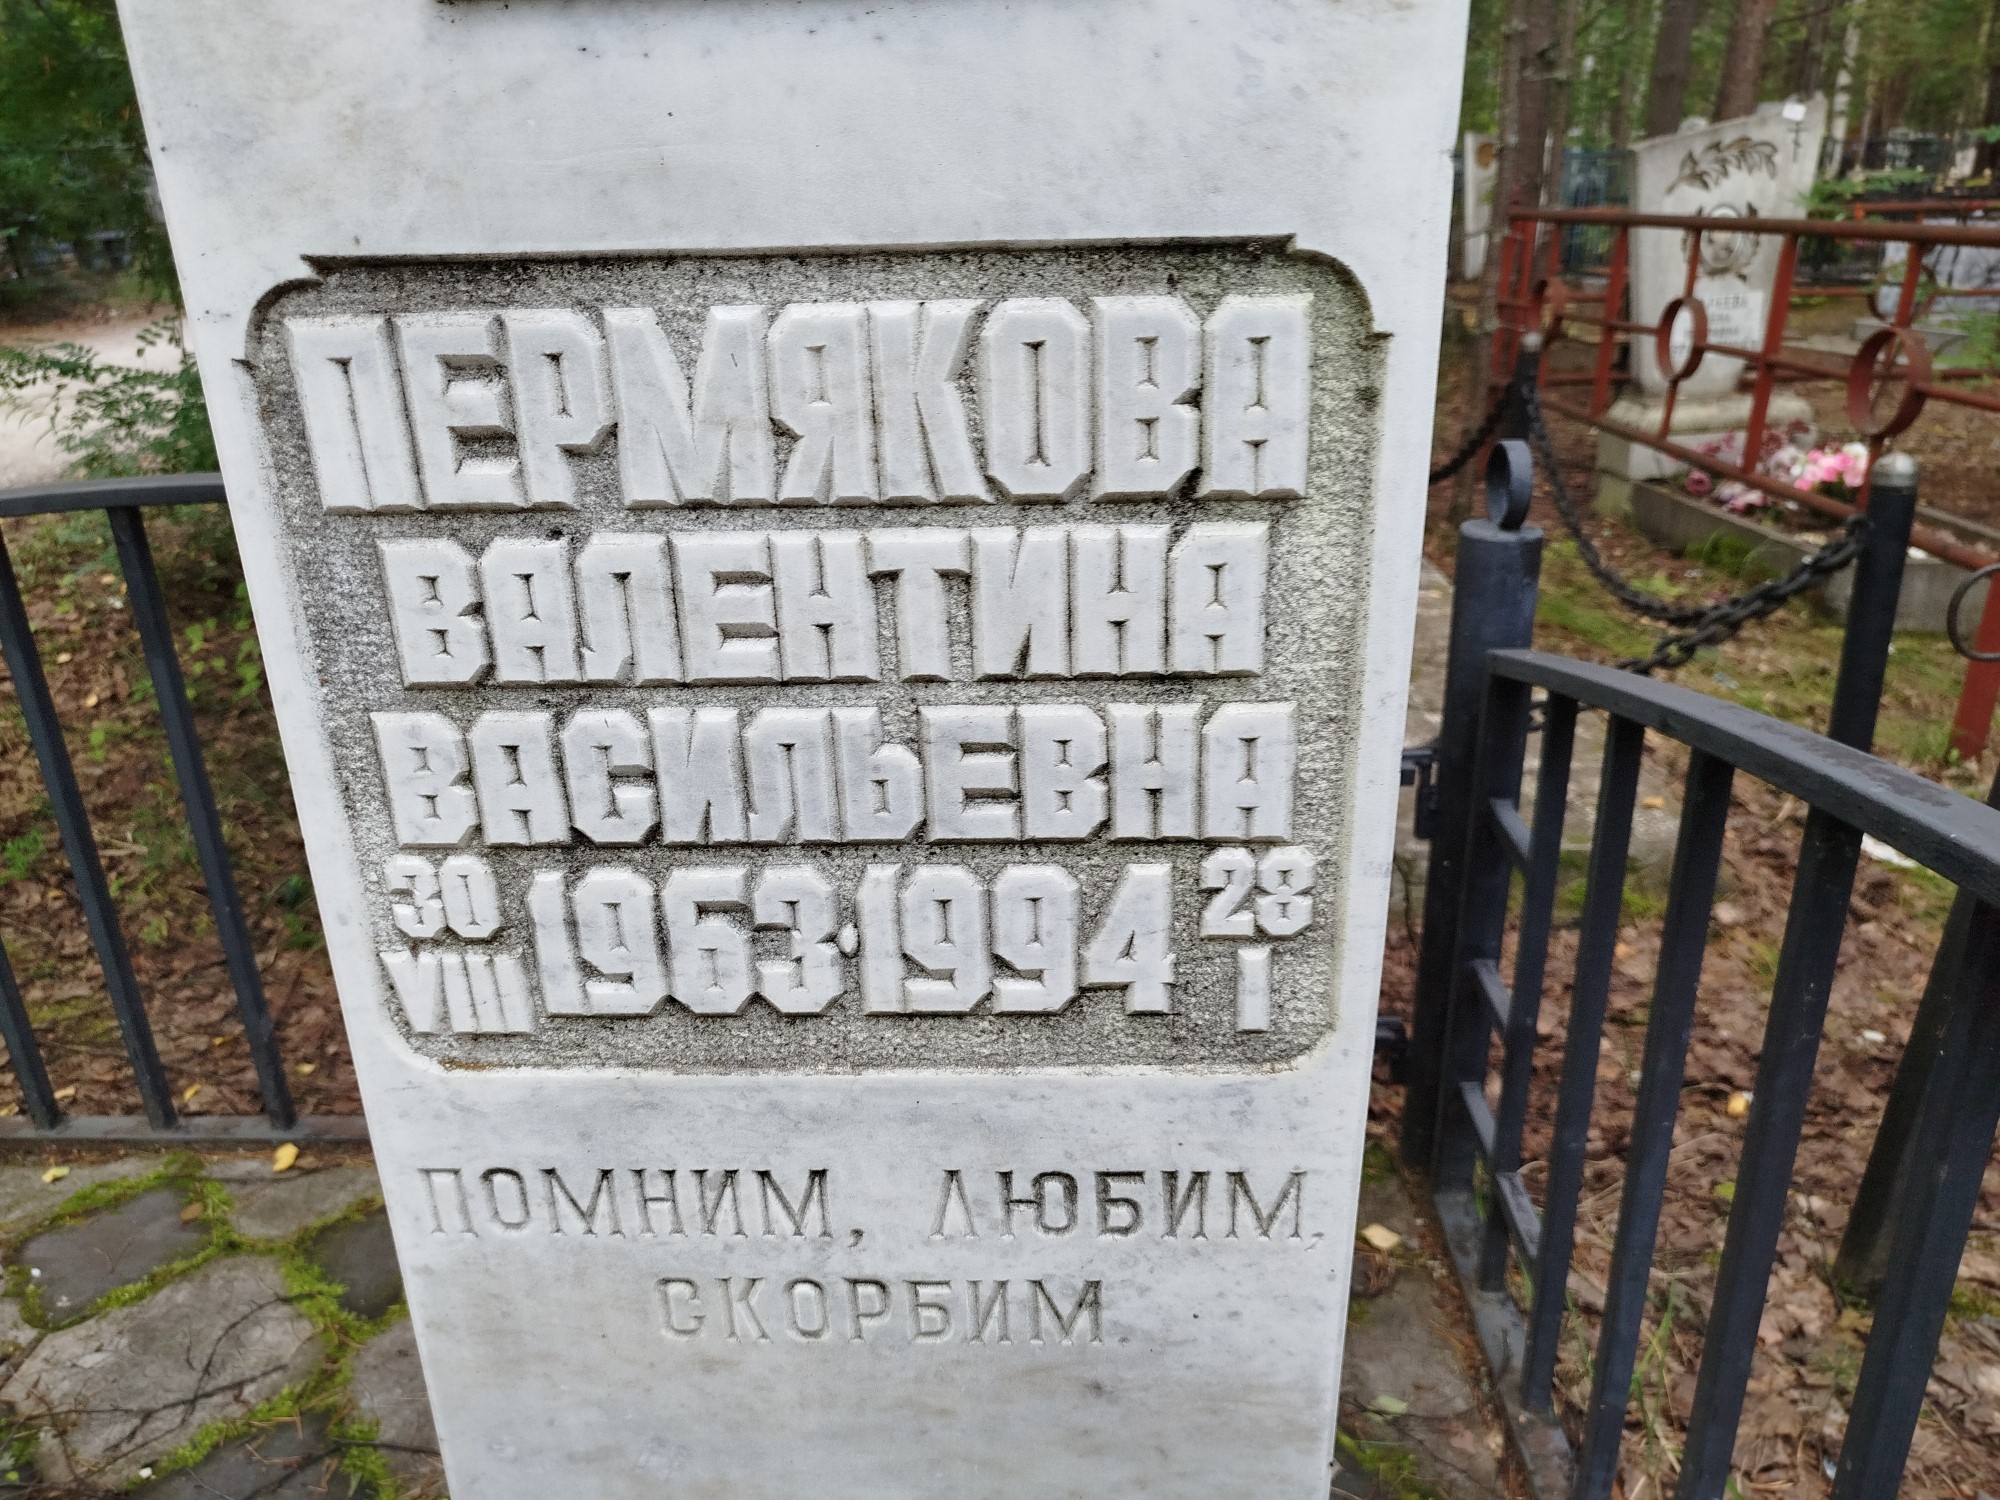 ПЕРМЯКОВА
ВАЛЕНТИНА
ВАСИЛЬЕВНА
30 VIII 1963·1994 28 I
ПОМНИМ, ЛЮБИМ,
СКОРБИМ.